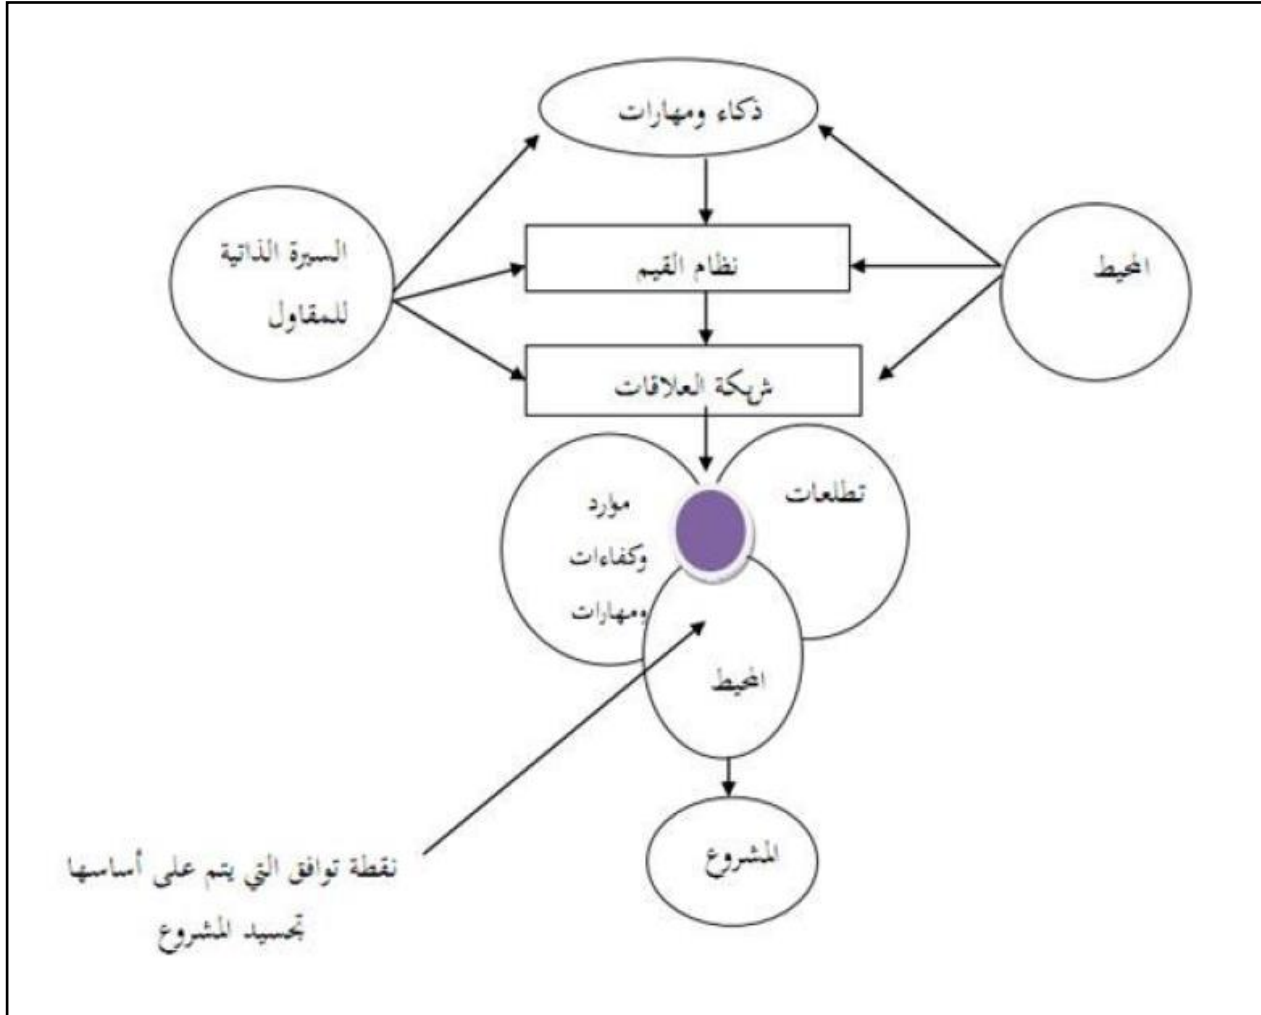 ذكاء ومهارات
السيرة الذاتية
للمقاول
نظام القيم
المحيط
شبكة العلاقات
موارد
وكفاءات
ومهارات
تطلعات
المحيط
المشروع
نقطة توافق التي يتم على أساسها
تجسيد المشروع